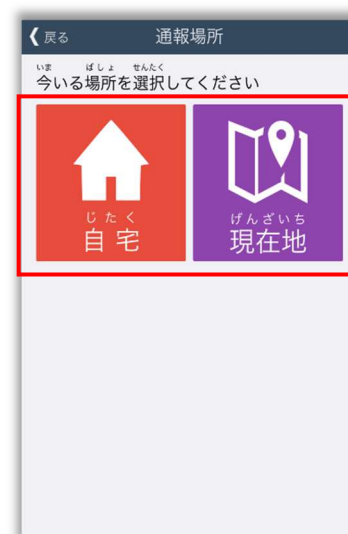 戻る 通報場所
いま ばしょ せんたく
今いる場所を選択してください
じたく げんざいち
自宅 現在地